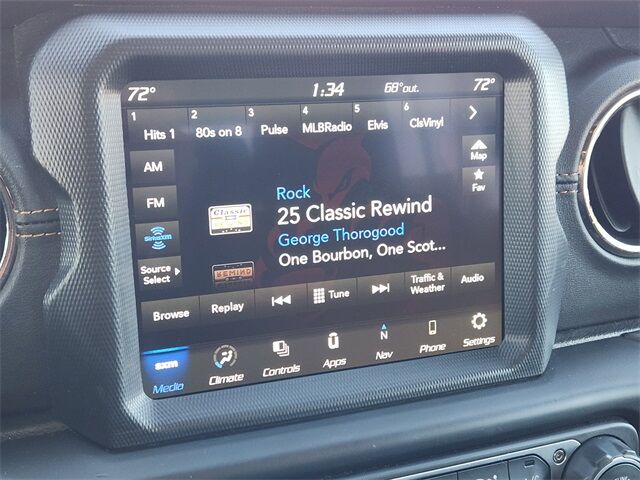 72° 1:34 68°out. 72°
1 2 3 4 5 6
Hits 1 80s on 8 Pulse MLBRadio Elvis ClsVinyl
AM
FM
siriusxm
Source
Select
Map
Fav
Classic
Rock
25 Classic Rewind
George Thorogood
One Bourbon, One Scot...
Browse Replay Tune Traffic & Weather Audio
sxm
N
Media Climate Controls Apps Nav Phone Settings